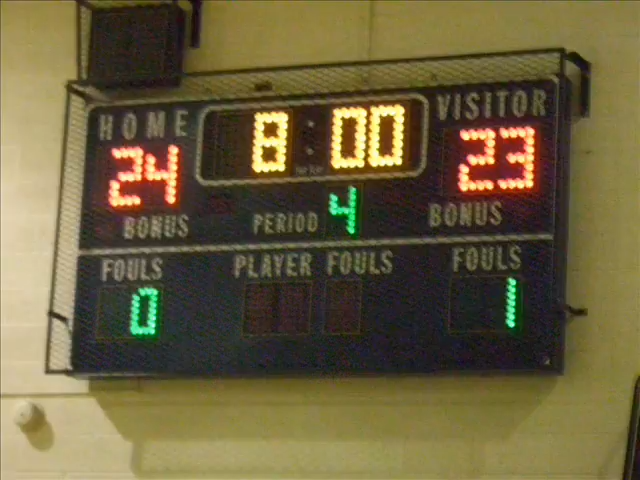 HOME 8:00 VISITOR
24 23
BONUS PERIOD 4 BONUS
FOULS PLAYER FOULS FOULS
0 1